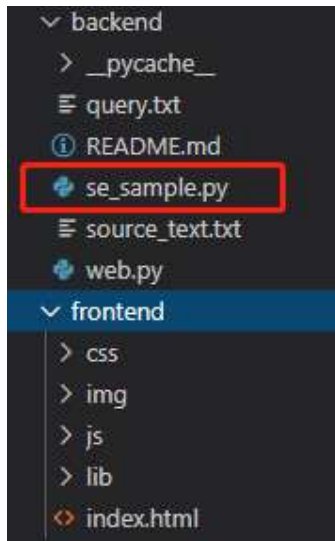 backend
__pycache__
query.txt
README.md
se_sample.py
source_text.txt
web.py
frontend
css
img
js
lib
index.html